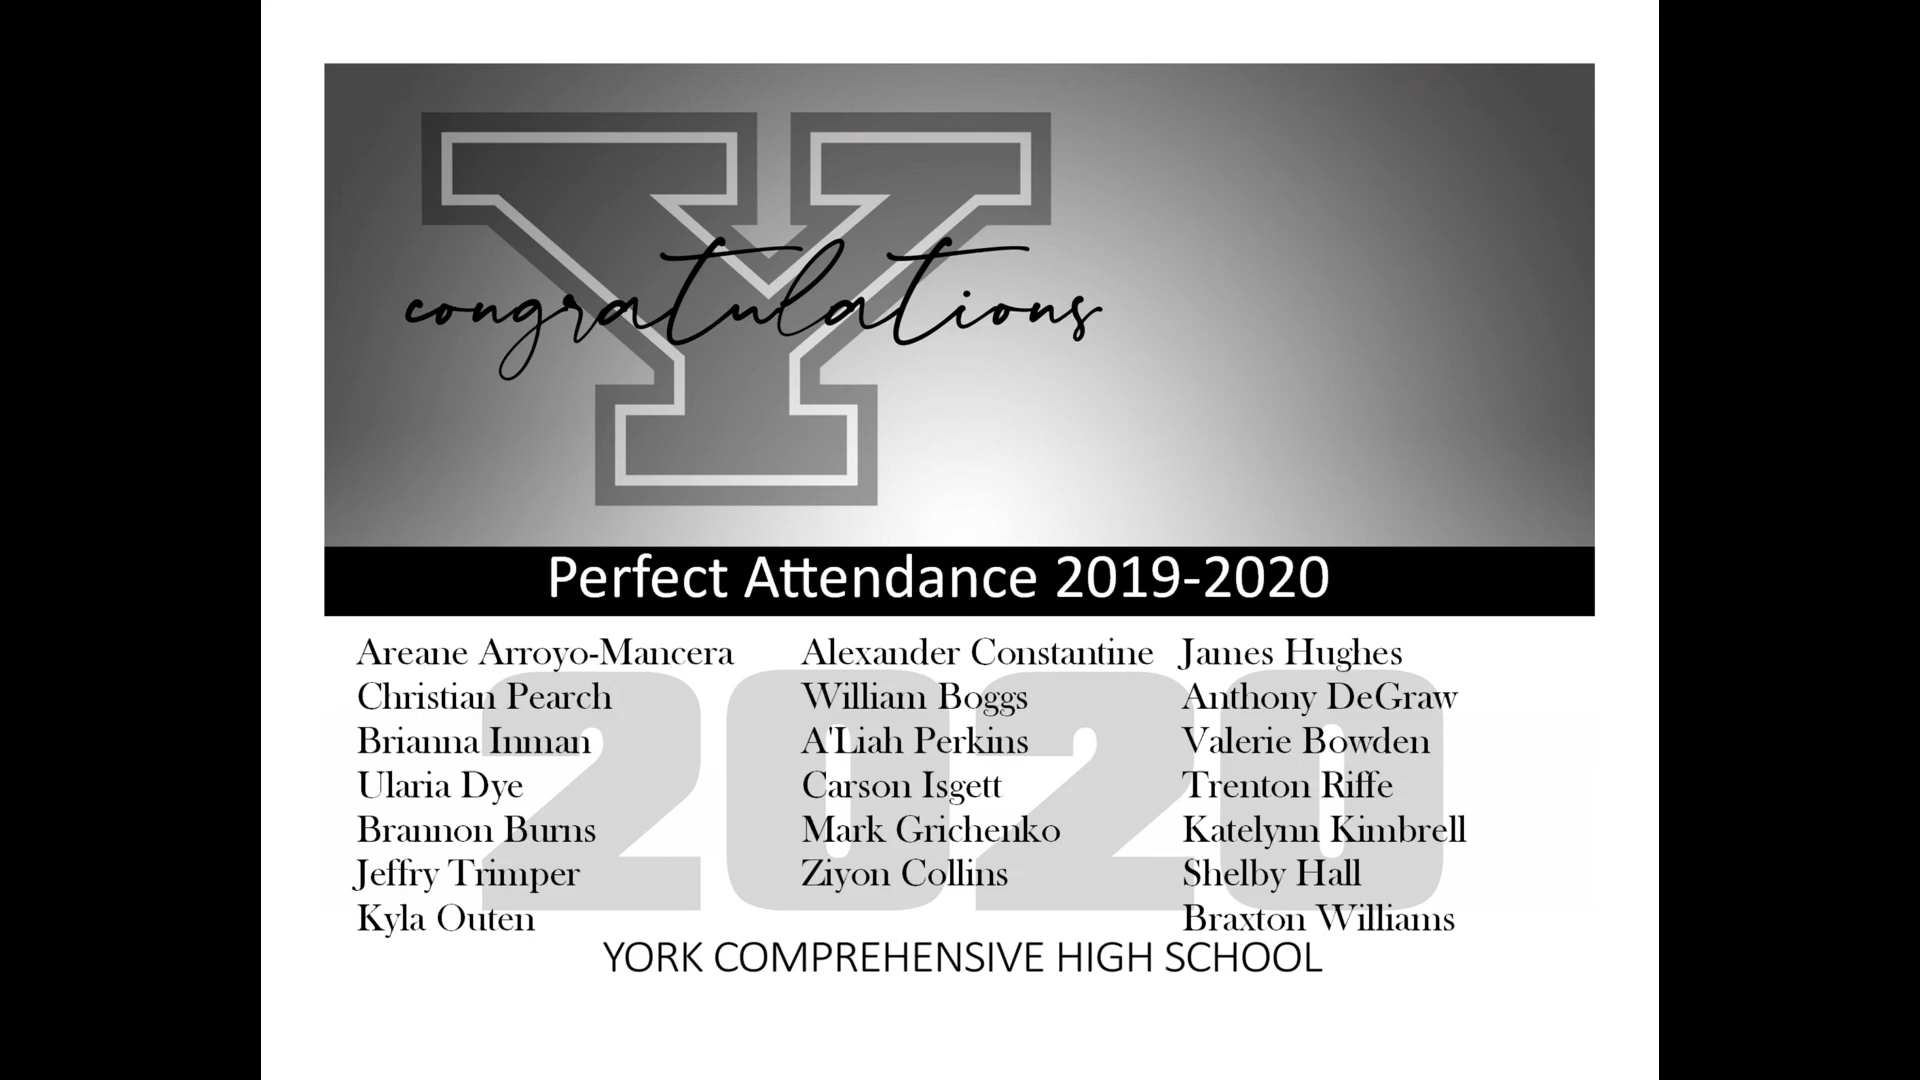 Y
congratulations
Perfect Attendance 2019-2020
2020
Areane Arroyo-Mancera
Christian Pearch
Brianna Inman
Ularia Dye
Brannon Burns
Jeffry Trimper
Kyla Outen
Alexander Constantine
William Boggs
A'Liah Perkins
Carson Isgett
Mark Grichenko
Ziyon Collins
James Hughes
Anthony DeGraw
Valerie Bowden
Trenton Riffe
Katelynn Kimbrell
Shelby Hall
Braxton Williams
YORK COMPREHENSIVE HIGH SCHOOL